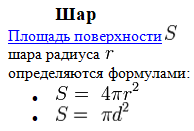 Шар
Площадь поверхности S
шара радиуса r
определяются формулами:
• S = 4πr²
• S = πd²